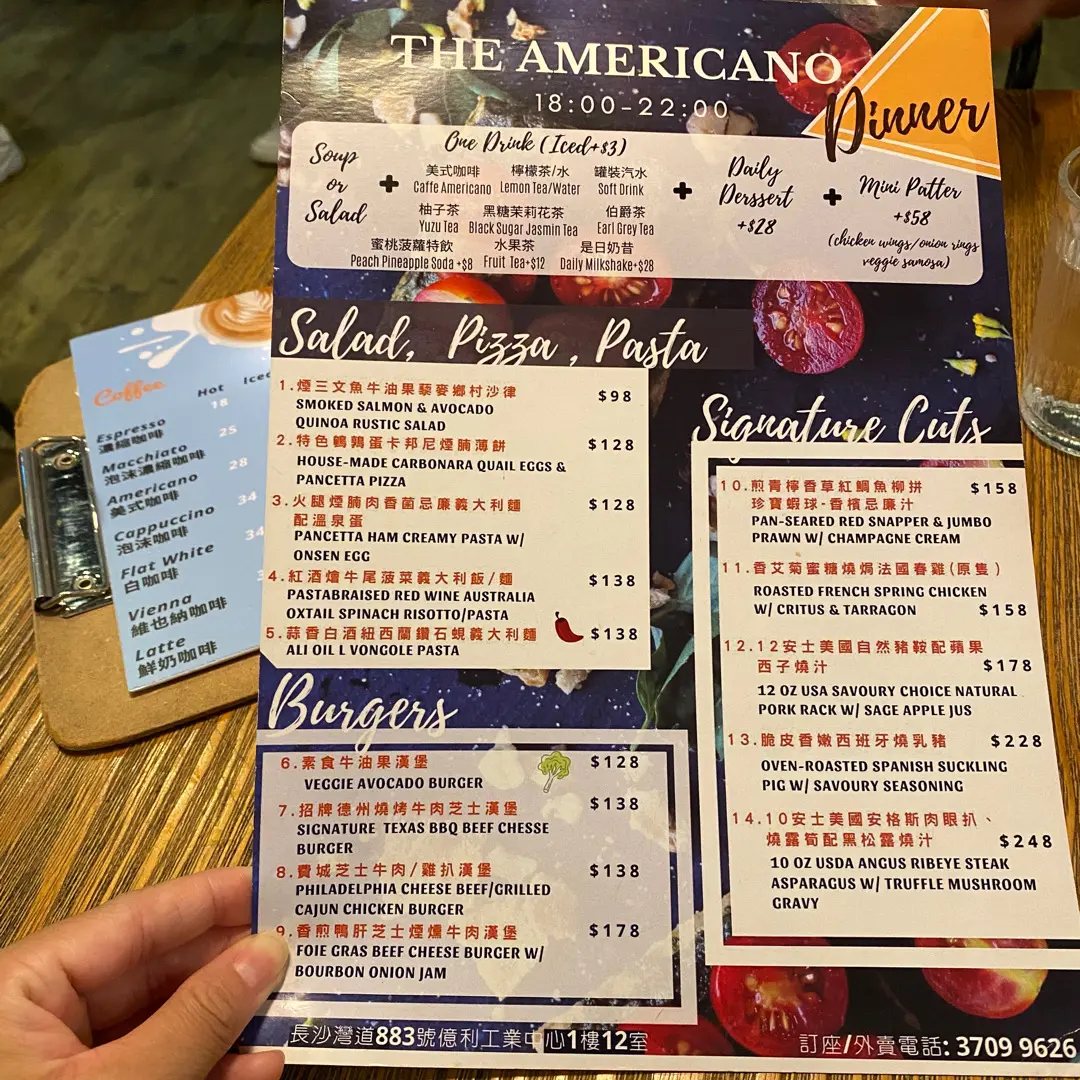 THE AMERICANO
18:00-22:00
Dinner
Soup
or
Salad
+
One Drink (Iced+$3)
美式咖啡 檸檬茶/水 罐裝汽水
Caffe Americano Lemon Tea/Water Soft Drink
柚子茶 黑糖茉莉花茶 伯爵茶
Yuzu Tea Black Sugar Jasmin Tea Earl Grey Tea
蜜桃菠蘿特飲 水果茶 是日奶昔
Peach Pineapple Soda +$8 Fruit Tea+$12 Daily Milkshake+$28
+
Daily
Derssert
+$28
+
Mini Patter
+$58
(chicken wings/onion rings
veggie samosa)
Salad, Pizza, Pasta
1.煙三文魚牛油果藜麥鄉村沙律 $98
SMOKED SALMON & AVOCADO
QUINOA RUSTIC SALAD
2.特色鵪鶉蛋卡邦尼煙腩薄餅 $128
HOUSE-MADE CARBONARA QUAIL EGGS &
PANCETTA PIZZA
3.火腿煙腩肉香菌忌廉義大利麵 $128
配溫泉蛋
PANCETTA HAM CREAMY PASTA W/
ONSEN EGG
4.紅酒燴牛尾菠菜義大利飯/麵 $138
PASTABRAISED RED WINE AUSTRALIA
OXTAIL SPINACH RISOTTO/PASTA
5.蒜香白酒紐西蘭鑽石蜆義大利麵 $138
ALI OIL L VONGOLE PASTA
Burgers
6.素食牛油果漢堡 $128
VEGGIE AVOCADO BURGER
7.招牌德州燒烤牛肉芝士漢堡 $138
SIGNATURE TEXAS BBQ BEEF CHESSE
BURGER
8.費城芝士牛肉/雞扒漢堡 $138
PHILADELPHIA CHEESE BEEF/GRILLED
CAJUN CHICKEN BURGER
9.香煎鴨肝芝士煙燻牛肉漢堡 $178
FOIE GRAS BEEF CHEESE BURGER W/
BOURBON ONION JAM
Signature Cuts
10.煎青檸香草紅鯛魚柳拼 $158
珍寶蝦球-香檳忌廉汁
PAN-SEARED RED SNAPPER & JUMBO
PRAWN W/ CHAMPAGNE CREAM
11.香艾菊蜜糖燒焗法國春雞(原隻)
ROASTED FRENCH SPRING CHICKEN
W/ CRITUS & TARRAGON $158
12.12安士美國自然豬鞍配蘋果
西子燒汁 $178
12 OZ USA SAVOURY CHOICE NATURAL
PORK RACK W/ SAGE APPLE JUS
13.脆皮香嫩西班牙燒乳豬 $228
OVEN-ROASTED SPANISH SUCKLING
PIG W/ SAVOURY SEASONING
14.10安士美國安格斯肉眼扒、
燒露筍配黑松露燒汁 $248
10 OZ USDA ANGUS RIBEYE STEAK
ASPARAGUS W/ TRUFFLE MUSHROOM
GRAVY
長沙灣道883號億利工業中心1樓12室
訂座/外賣電話: 3709 9626
Coffee Hot Iced
Espresso 18
濃縮咖啡
Macchiato 25
泡沫濃縮咖啡
Americano 28
美式咖啡
Cappuccino 34
泡沫咖啡
Flat White 34
白咖啡
Vienna
維也納咖啡
Latte
鮮奶咖啡